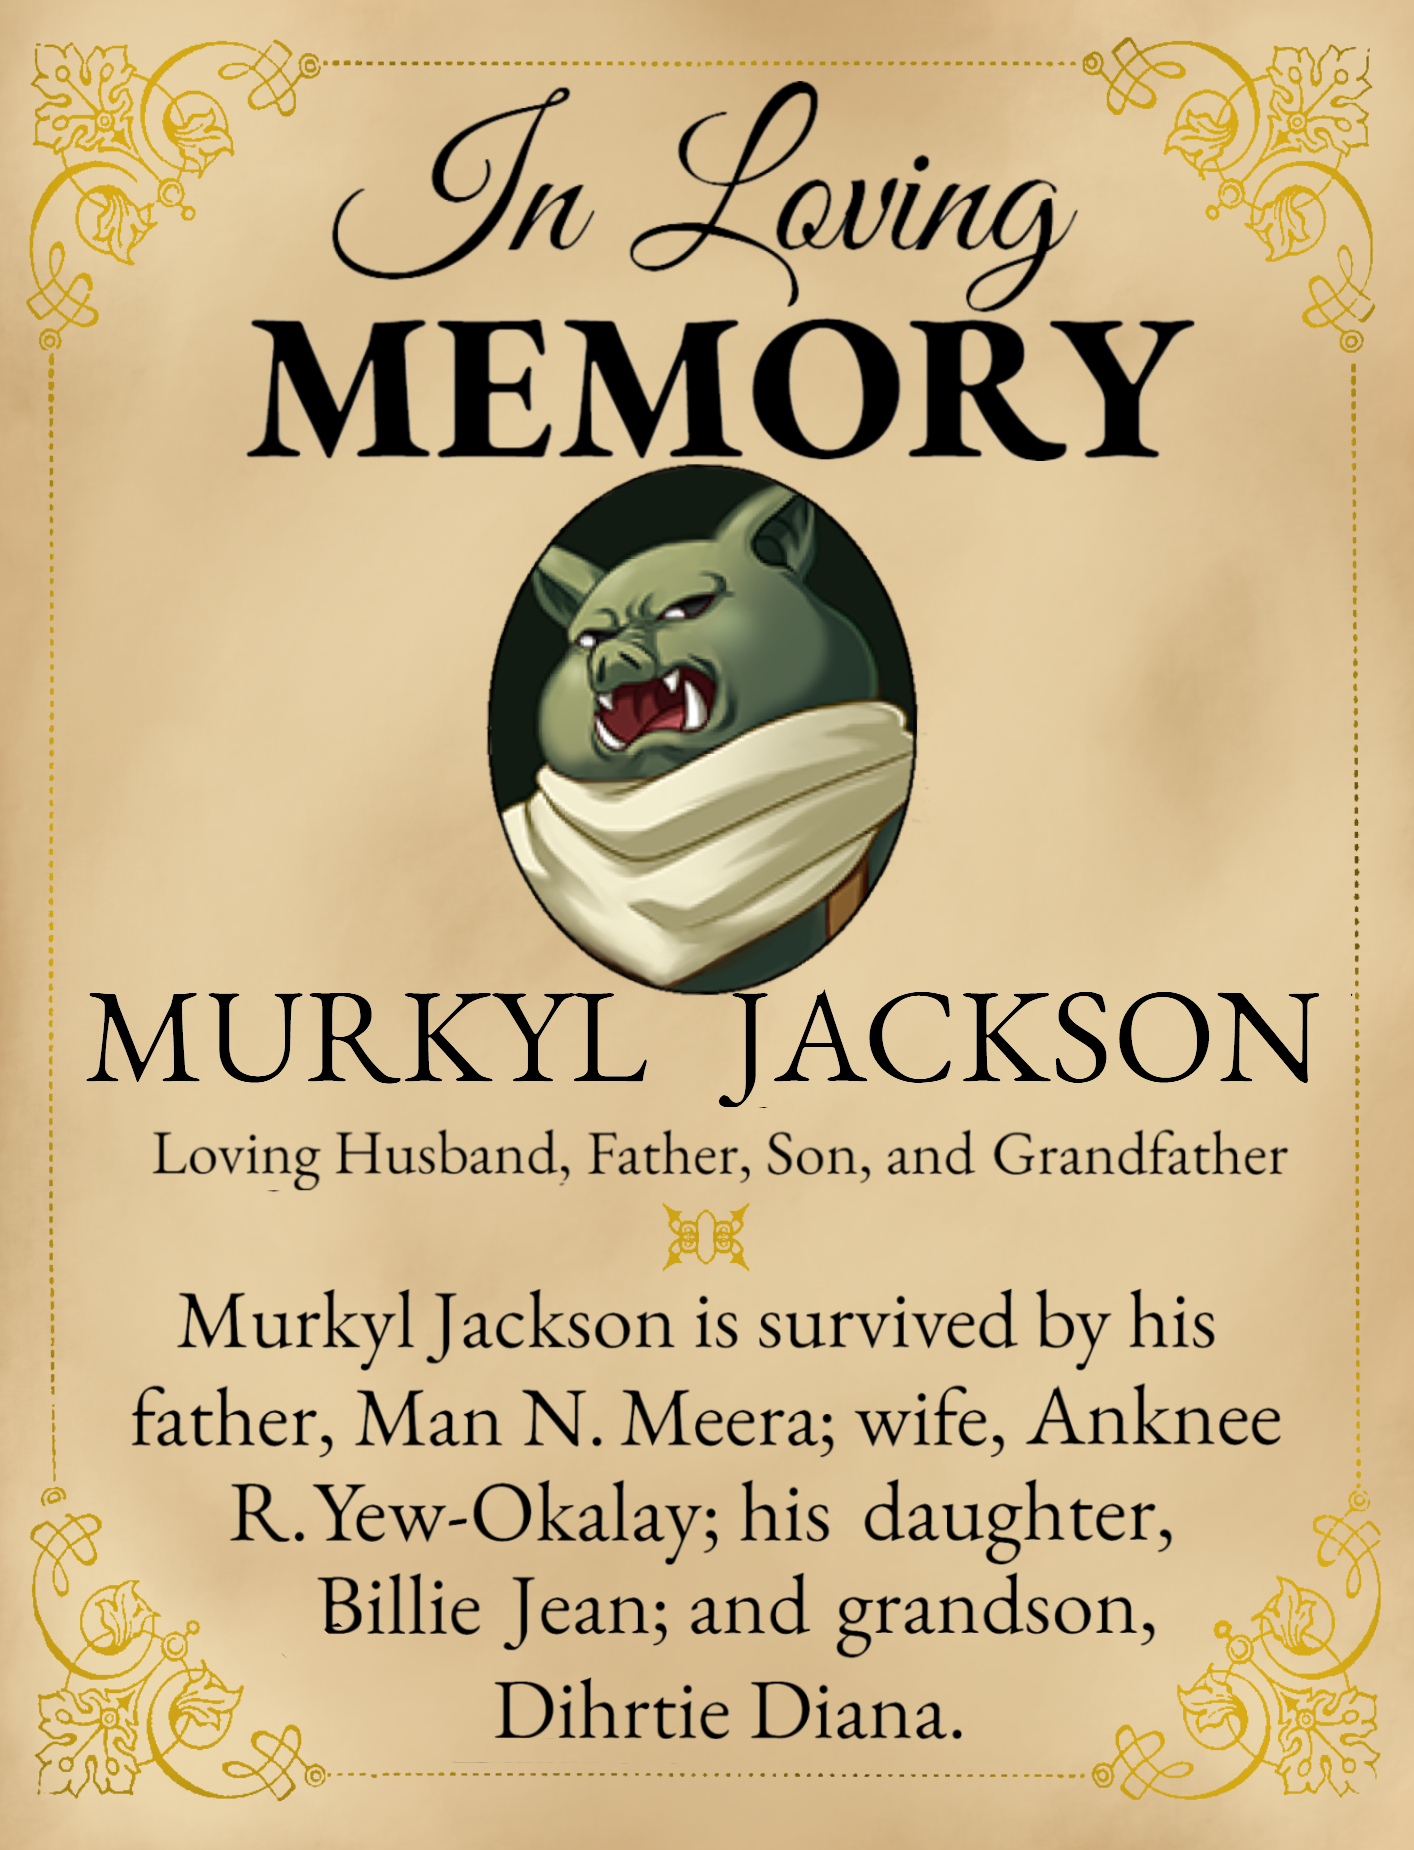 In Loving
MEMORY
MURKYL JACKSON
Loving Husband, Father, Son, and Grandfather
Murkyl Jackson is survived by his
father, Man N. Meera; wife, Anknee
R. Yew-Okalay; his daughter,
Billie Jean; and grandson,
Dihrtie Diana.